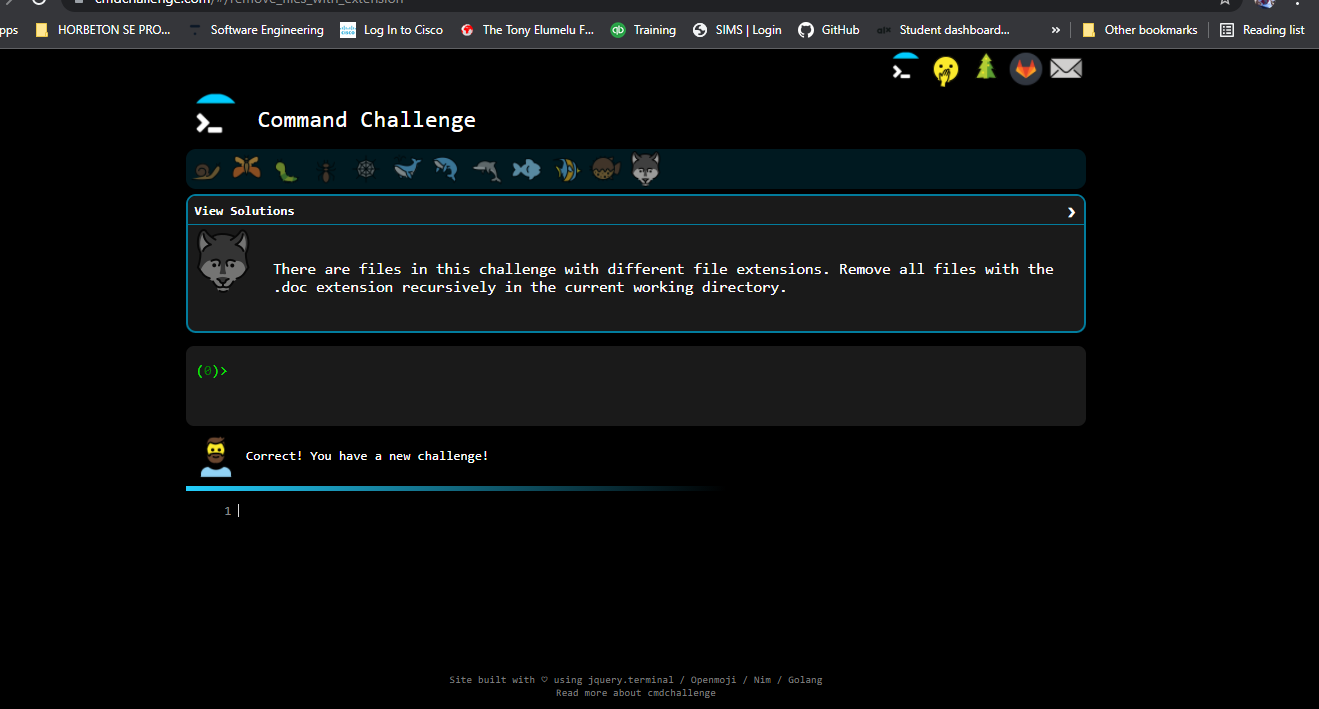 cmdchallenge.com/#/remove_files_with_extension
pps HORBETON SE PRO... Software Engineering Log In to Cisco The Tony Elumelu F... Training SIMS | Login GitHub Student dashboard... » Other bookmarks Reading list
Command Challenge
View Solutions ❯
There are files in this challenge with different file extensions. Remove all files with the
.doc extension recursively in the current working directory.
(0)>
Correct! You have a new challenge!
1
Site built with ♡ using jquery.terminal / Openmoji / Nim / Golang
Read more about cmdchallenge